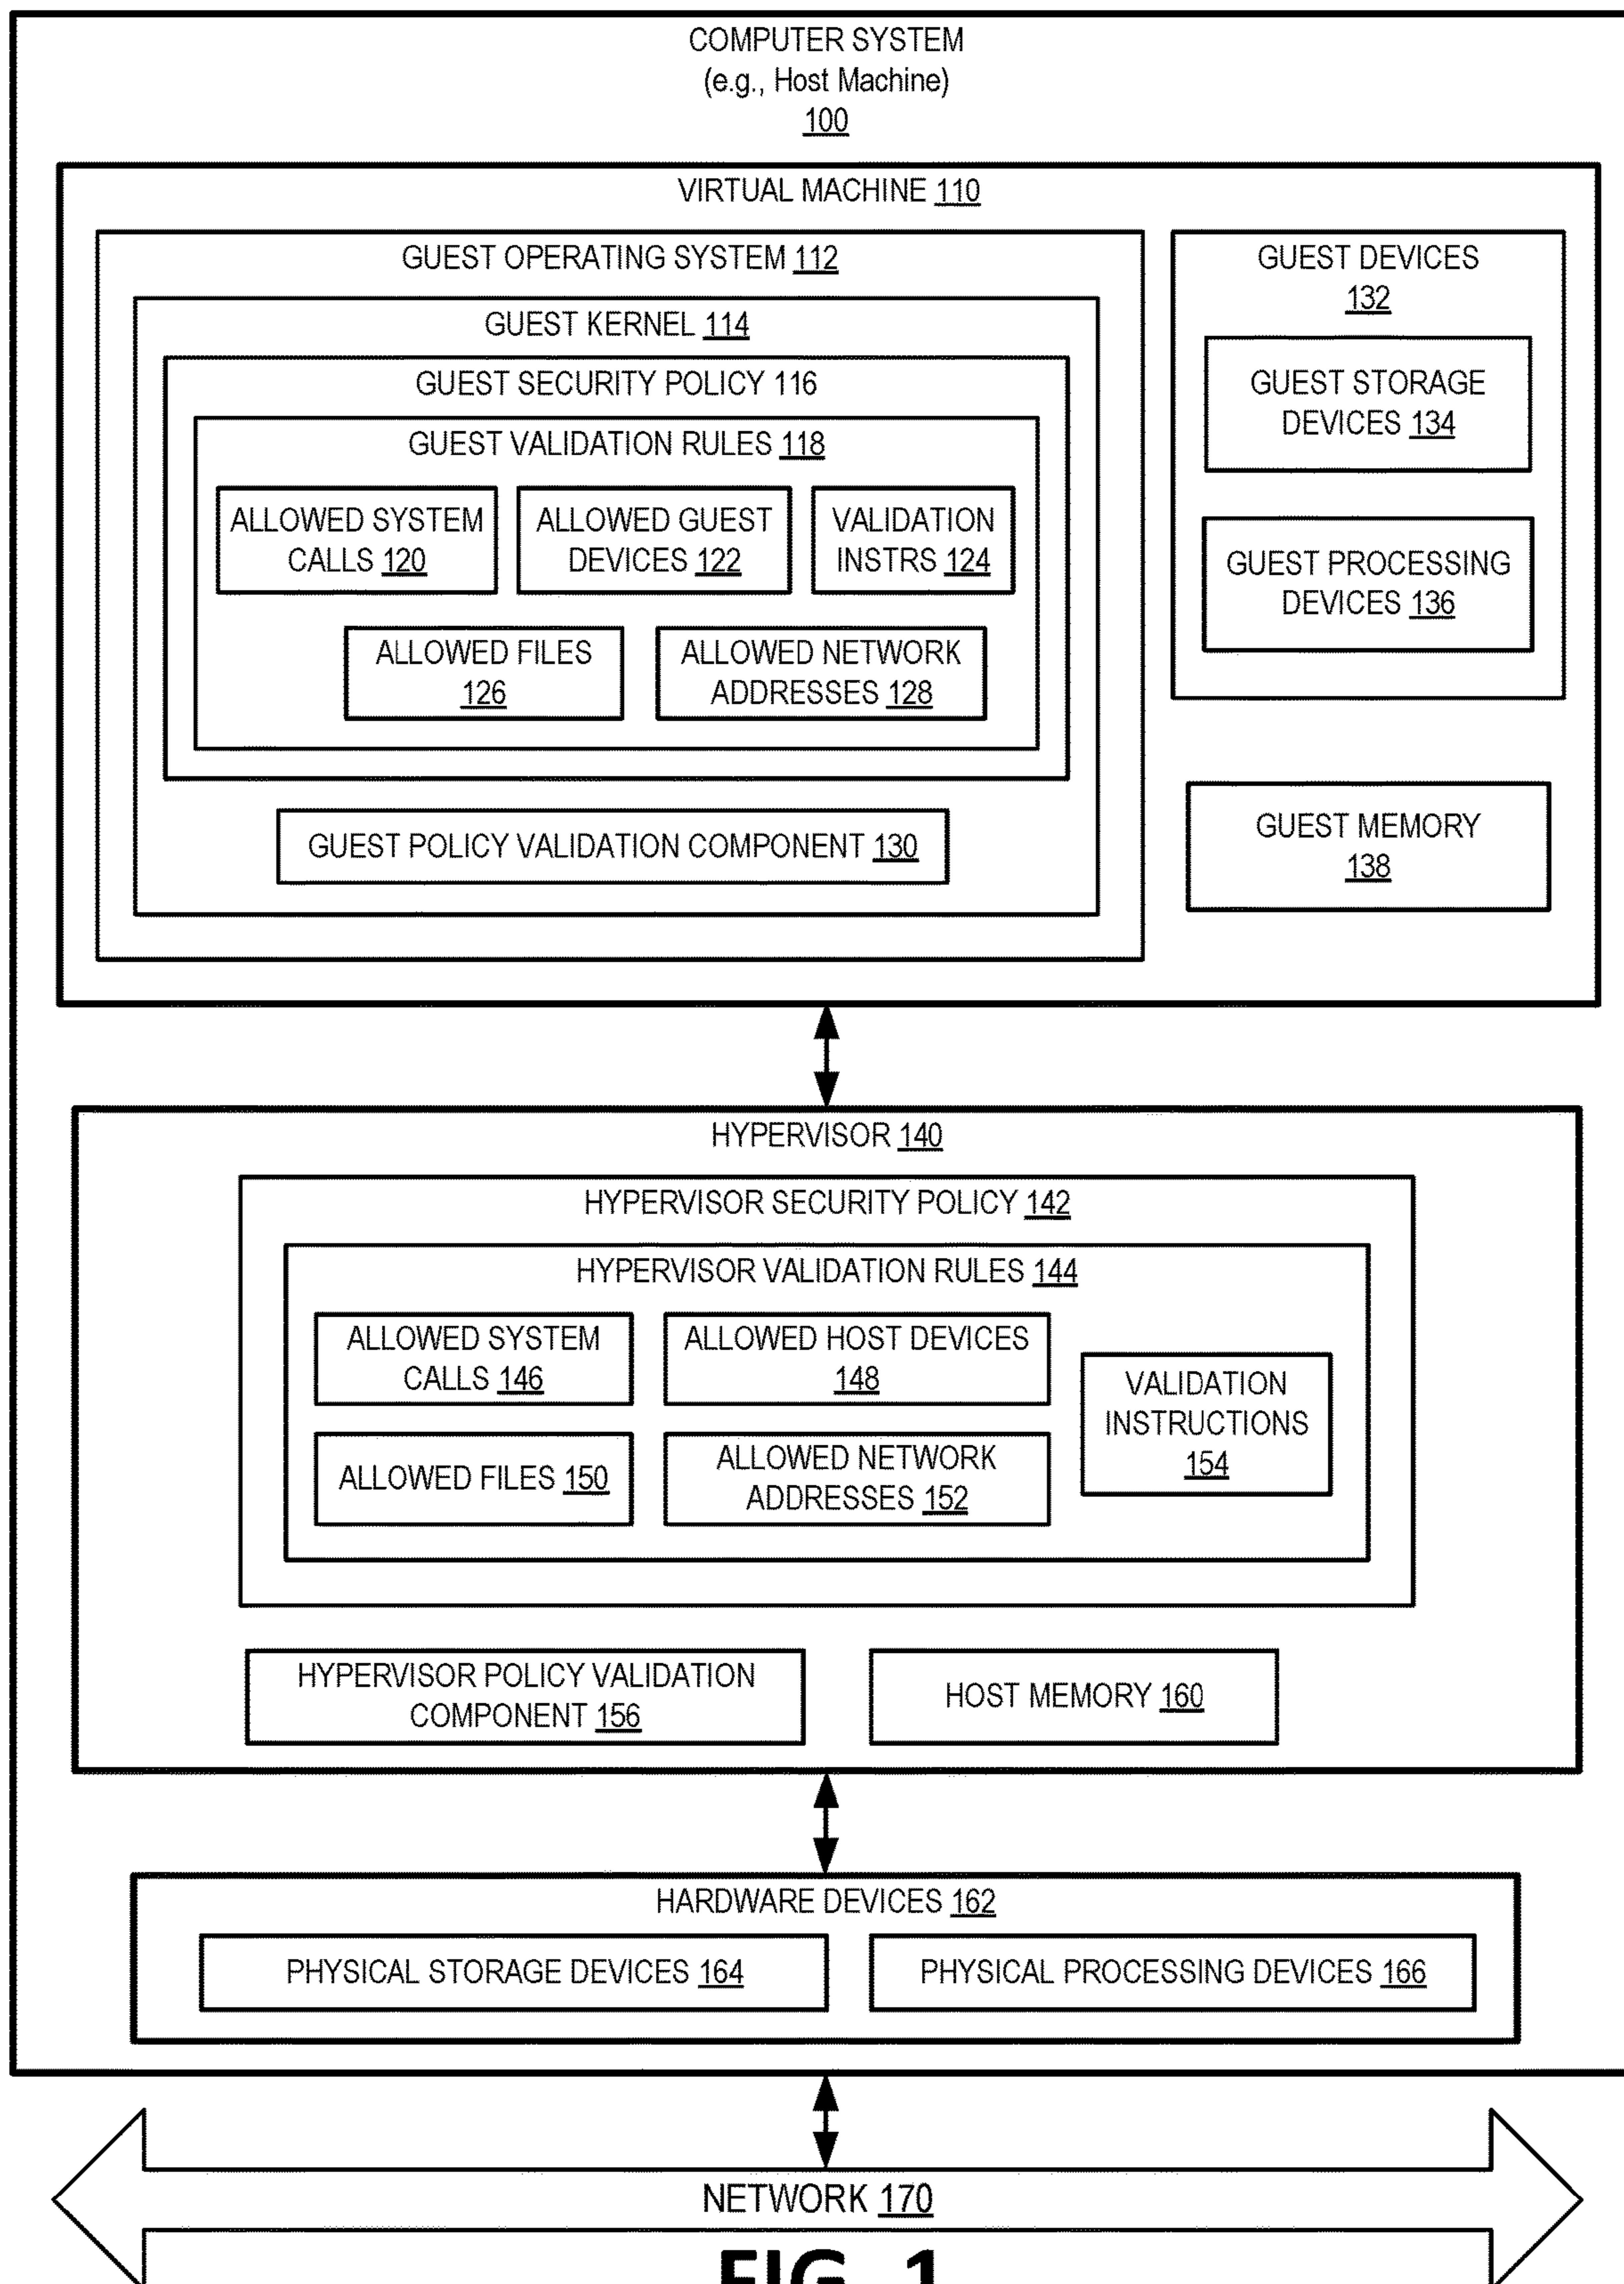 COMPUTER SYSTEM
(e.g., Host Machine)
100
VIRTUAL MACHINE 110
GUEST OPERATING SYSTEM 112
GUEST KERNEL 114
GUEST SECURITY POLICY 116
GUEST VALIDATION RULES 118
ALLOWED SYSTEM
CALLS 120
ALLOWED GUEST
DEVICES 122
VALIDATION
INSTRS 124
ALLOWED FILES
126
ALLOWED NETWORK
ADDRESSES 128
GUEST POLICY VALIDATION COMPONENT 130
GUEST DEVICES
132
GUEST STORAGE
DEVICES 134
GUEST PROCESSING
DEVICES 136
GUEST MEMORY
138
HYPERVISOR 140
HYPERVISOR SECURITY POLICY 142
HYPERVISOR VALIDATION RULES 144
ALLOWED SYSTEM
CALLS 146
ALLOWED HOST DEVICES
148
ALLOWED FILES 150
ALLOWED NETWORK
ADDRESSES 152
VALIDATION
INSTRUCTIONS
154
HYPERVISOR POLICY VALIDATION
COMPONENT 156
HOST MEMORY 160
HARDWARE DEVICES 162
PHYSICAL STORAGE DEVICES 164
PHYSICAL PROCESSING DEVICES 166
NETWORK 170
FIG. 1